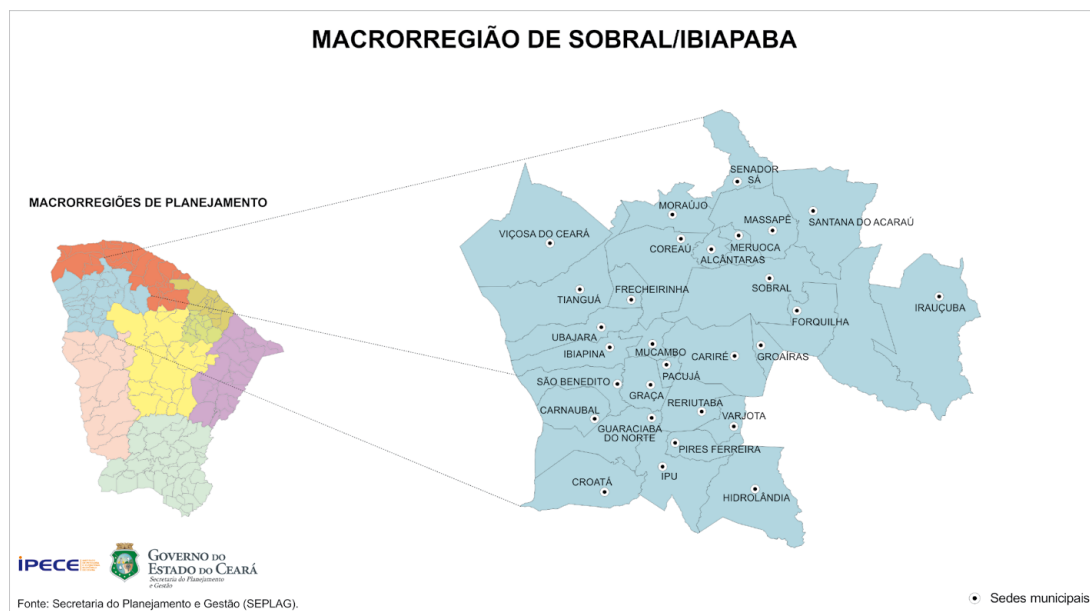 MACRORREGIÃO DE SOBRAL/IBIAPABA
MACRORREGIÕES DE PLANEJAMENTO
SENADOR
SÁ
MORAÚJO
MASSAPÊ
SANTANA DO ACARAÚ
VIÇOSA DO CEARÁ
COREAÚ
MERUOCA
ALCÂNTARAS
SOBRAL
TIANGUÁ
FRECHEIRINHA
IRAUÇUBA
FORQUILHA
UBAJARA
IBIAPINA
MUCAMBO
CARIRÉ
GROAÍRAS
PACUJÁ
SÃO BENEDITO
GRAÇA
RERIUTABA
CARNAUBAL
VARJOTA
GUARACIABA
DO NORTE
PIRES FERREIRA
IPU
CROATÁ
HIDROLÂNDIA
iPECE
GOVERNO DO
ESTADO DO CEARÁ
Secretaria do Planejamento
e Gestão
Fonte: Secretaria do Planejamento e Gestão (SEPLAG).
Sedes municipais